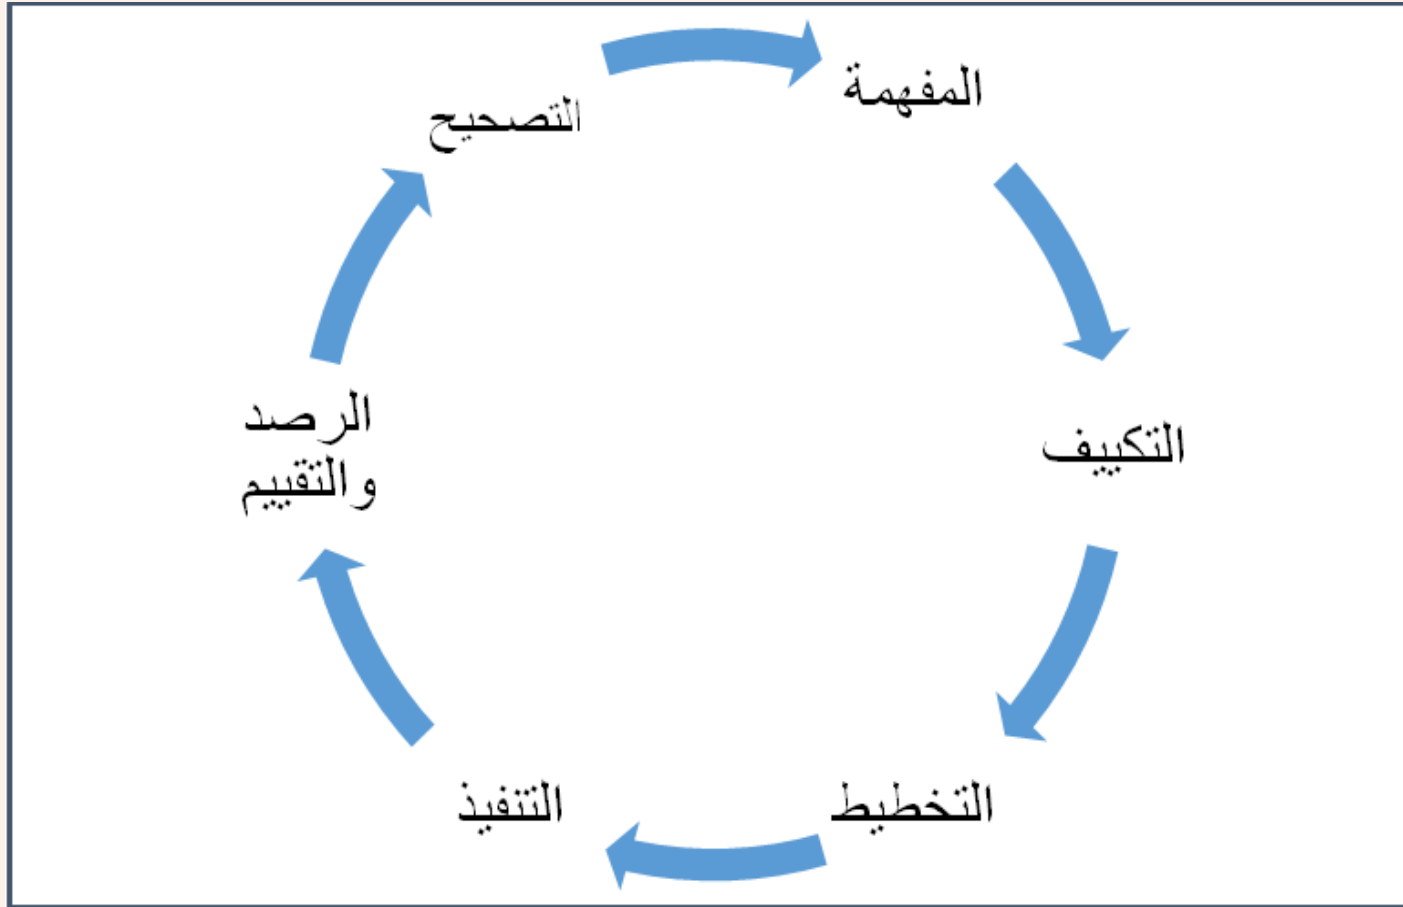 المفهمة
التكييف
التخطيط
التنفيذ
الرصد
والتقييم
التصحيح